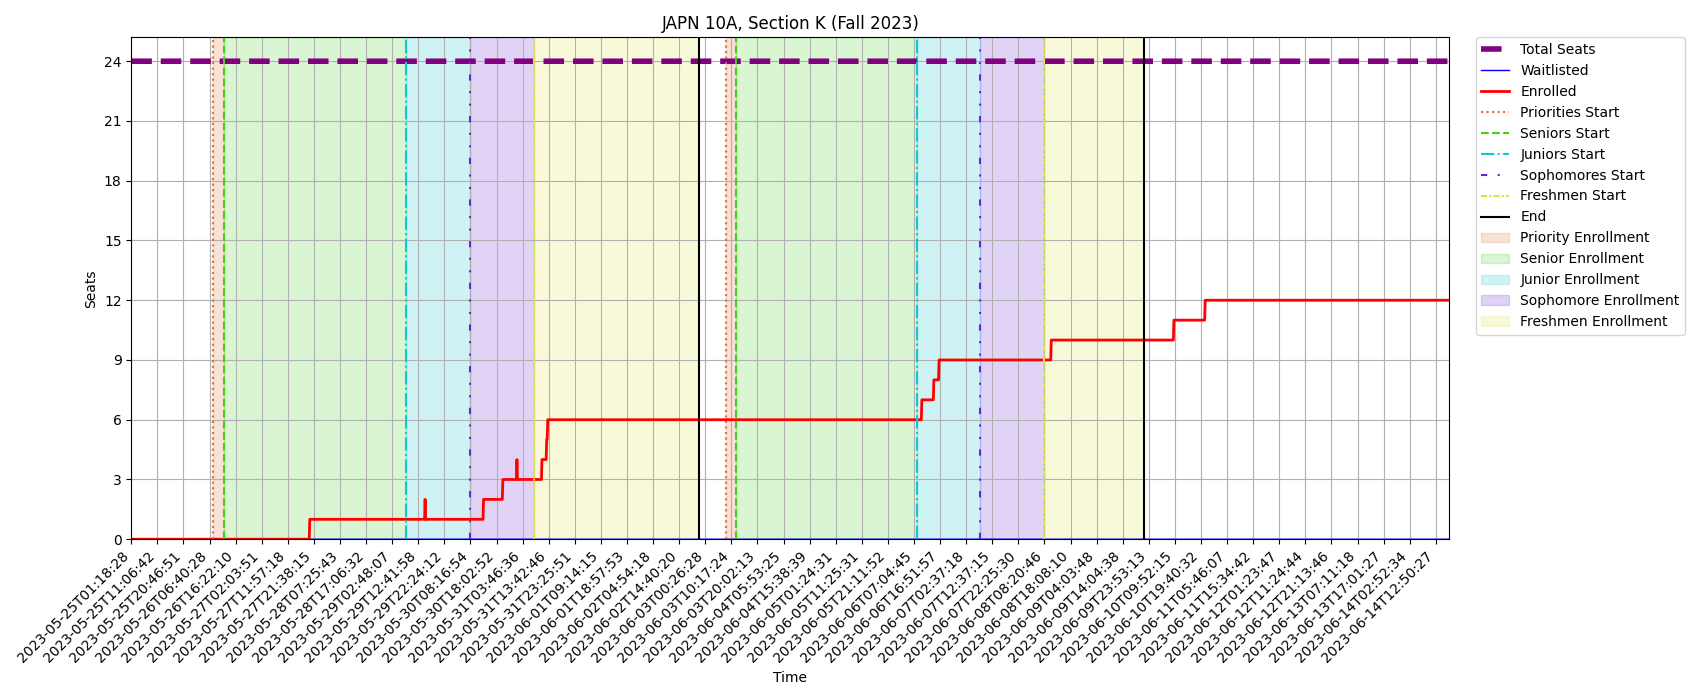 JAPN 10A, Section K (Fall 2023)
24
21
18
15
12
9
6
3
0
Seats
2023-05-25T01:18:28
2023-05-25T11:06:42
2023-05-25T20:46:51
2023-05-26T06:40:28
2023-05-26T16:22:10
2023-05-27T02:03:51
2023-05-27T11:57:18
2023-05-27T21:38:15
2023-05-28T07:25:43
2023-05-28T17:06:32
2023-05-29T02:48:07
2023-05-29T12:41:58
2023-05-29T22:24:12
2023-05-30T08:16:54
2023-05-30T18:02:52
2023-05-31T03:46:36
2023-05-31T13:42:46
2023-05-31T23:25:51
2023-06-01T09:14:15
2023-06-01T18:57:53
2023-06-02T04:54:18
2023-06-02T14:40:20
2023-06-03T00:26:28
2023-06-03T10:17:24
2023-06-03T20:02:13
2023-06-04T05:53:25
2023-06-04T15:38:39
2023-06-05T01:24:31
2023-06-05T11:25:31
2023-06-05T21:11:52
2023-06-06T07:04:45
2023-06-06T16:51:57
2023-06-07T02:37:18
2023-06-07T12:37:15
2023-06-07T22:25:30
2023-06-08T08:20:46
2023-06-08T18:08:10
2023-06-09T04:03:48
2023-06-09T14:04:38
2023-06-09T23:53:13
2023-06-10T09:52:15
2023-06-10T19:40:32
2023-06-11T05:46:07
2023-06-11T15:34:42
2023-06-12T01:23:47
2023-06-12T11:24:44
2023-06-12T21:13:46
2023-06-13T07:11:18
2023-06-13T17:01:27
2023-06-14T02:52:34
2023-06-14T12:50:27
Time
Total Seats
Waitlisted
Enrolled
Priorities Start
Seniors Start
Juniors Start
Sophomores Start
Freshmen Start
End
Priority Enrollment
Senior Enrollment
Junior Enrollment
Sophomore Enrollment
Freshmen Enrollment